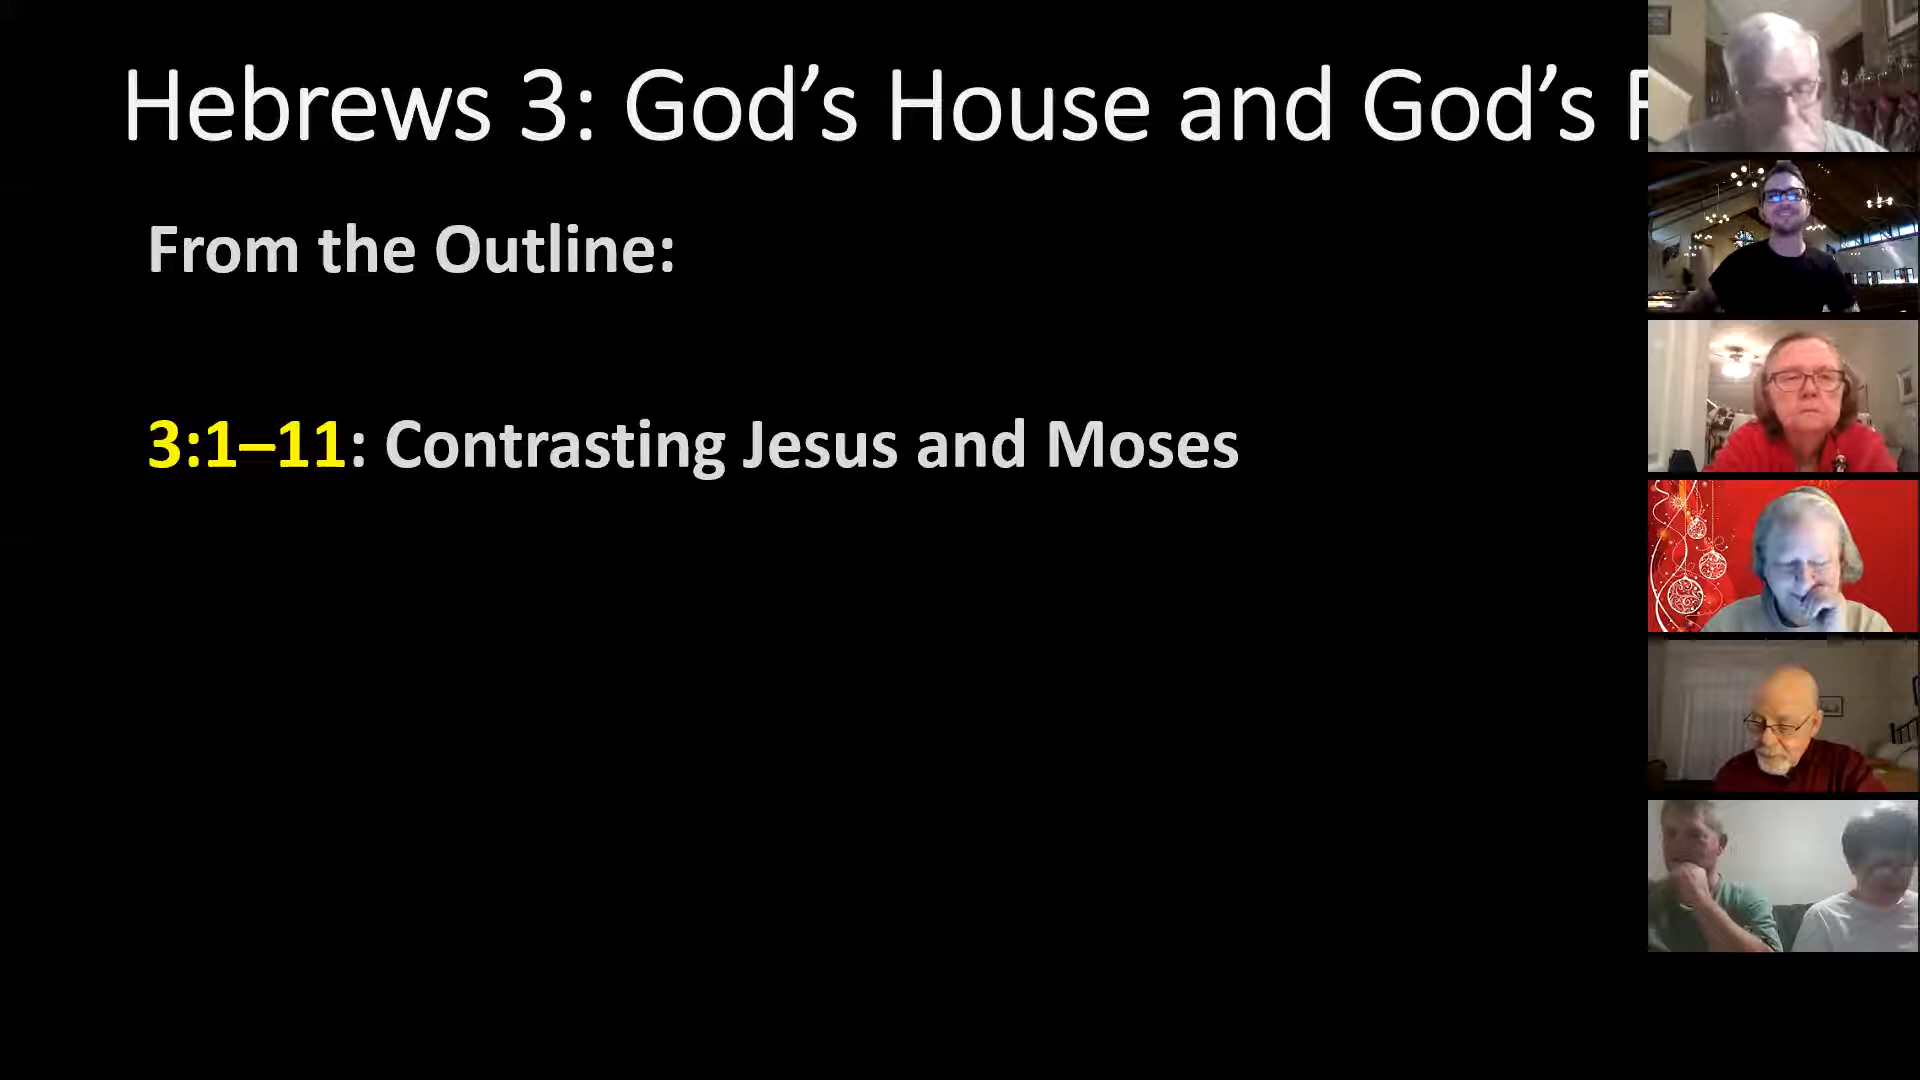 Hebrews 3: God’s House and God’s
From the Outline:
3:1–11: Contrasting Jesus and Moses